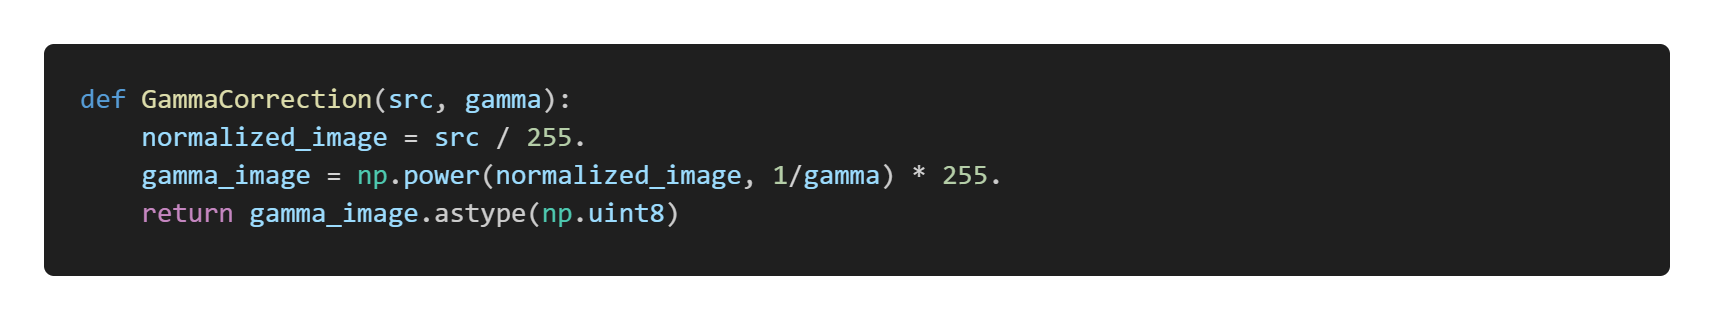 def GammaCorrection(src, gamma):
    normalized_image = src / 255.
    gamma_image = np.power(normalized_image, 1/gamma) * 255.
    return gamma_image.astype(np.uint8)